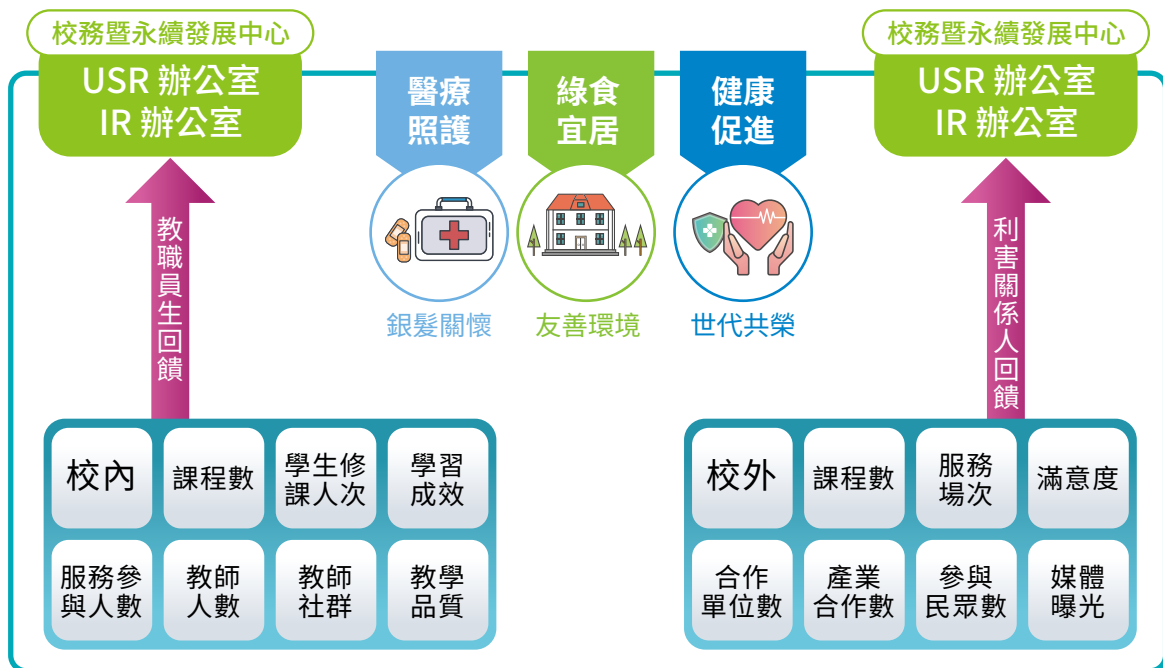 校務暨永續發展中心
USR 辦公室
IR 辦公室
醫療
照護
銀髮關懷
綠食
宜居
友善環境
健康
促進
世代共榮
校務暨永續發展中心
USR 辦公室
IR 辦公室
教職員生回饋
利害關係人回饋
校內
課程數
學生修
課人次
學習
成效
服務參
與人數
教師
人數
教師
社群
教學
品質
校外
課程數
服務
場次
滿意度
合作
單位數
產業
合作數
參與
民眾數
媒體
曝光